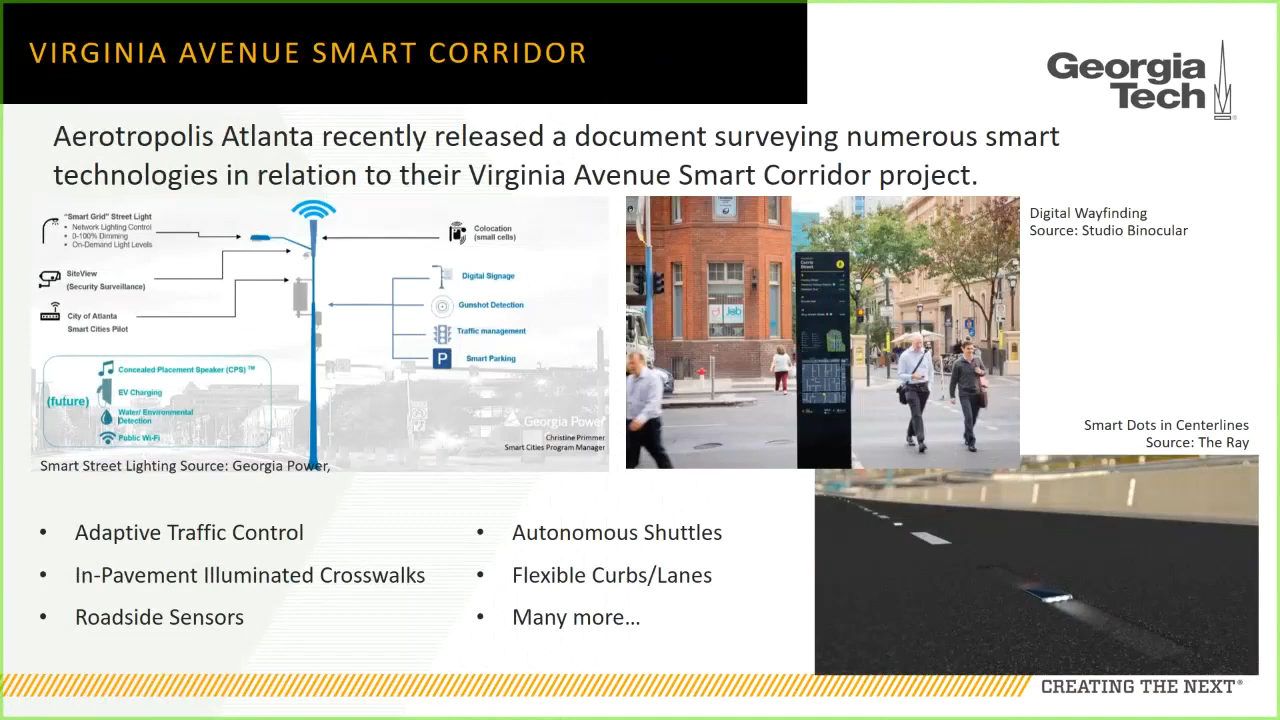 VIRGINIA AVENUE SMART CORRIDOR
Georgia
Tech
Aerotropolis Atlanta recently released a document surveying numerous smart
technologies in relation to their Virginia Avenue Smart Corridor project.
“Smart Grid” Street Light
• Network Lighting Control
• 0-100% Dimming
• On-Demand Light Levels
SiteView
(Security Surveillance)
City of Atlanta
Smart Cities Pilot
Colocation
(small cells)
Digital Signage
Gunshot Detection
Traffic management
P
Smart Parking
(future)
Concealed Placement Speaker (CPS) TM
EV Charging
Water/ Environmental
Detection
Public Wi-Fi
Georgia Power
Christine Primmer
Smart Cities Program Manager
Smart Street Lighting Source: Georgia Power,
Job
Digital Wayfinding
Source: Studio Binocular
Smart Dots in Centerlines
Source: The Ray
• Adaptive Traffic Control
• In-Pavement Illuminated Crosswalks
• Roadside Sensors
• Autonomous Shuttles
• Flexible Curbs/Lanes
• Many more…
CREATING THE NEXT®